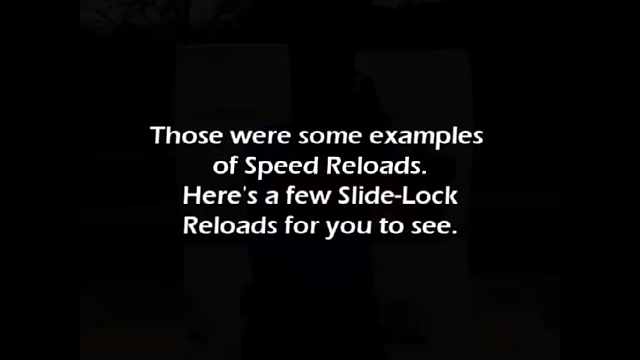 Those were some examples
of Speed Reloads.
Here's a few Slide-Lock
Reloads for you to see.